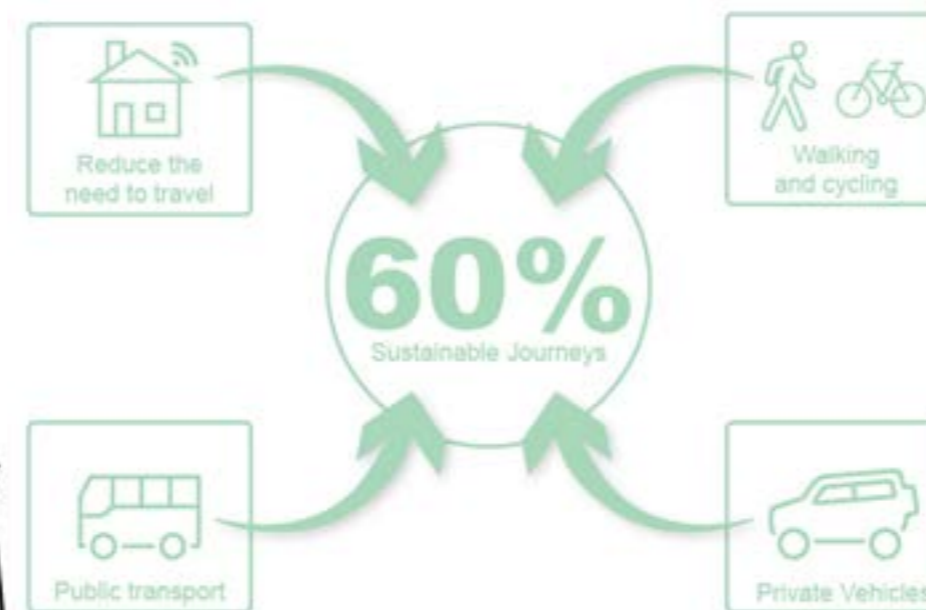 Reduce the
need to travel
Walking
and cycling
60%
Sustainable Journeys
Public transport
Private Vehicles